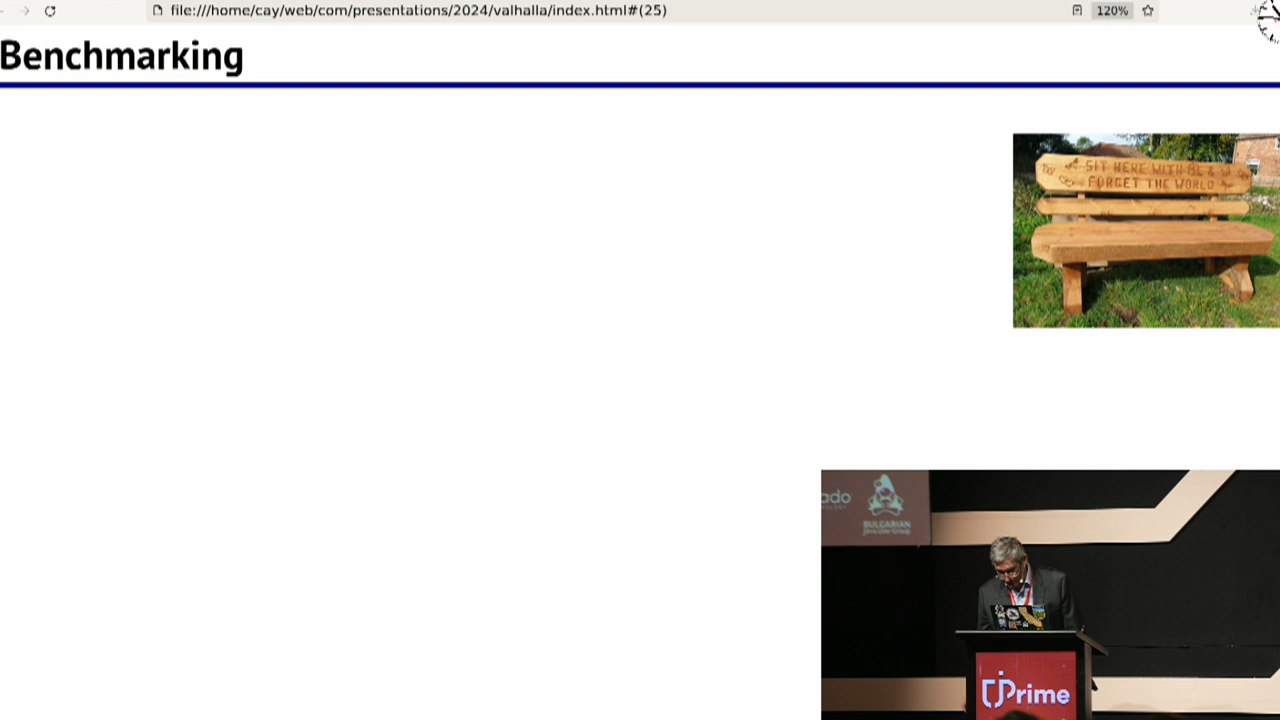 file:///home/cay/web/com/presentations/2024/valhalla/index.html#(25)
120%
Benchmarking
SIT HERE WITH ME &
FORGET THE WORLD
ado
BULGARIAN
Java User Group
jPrime